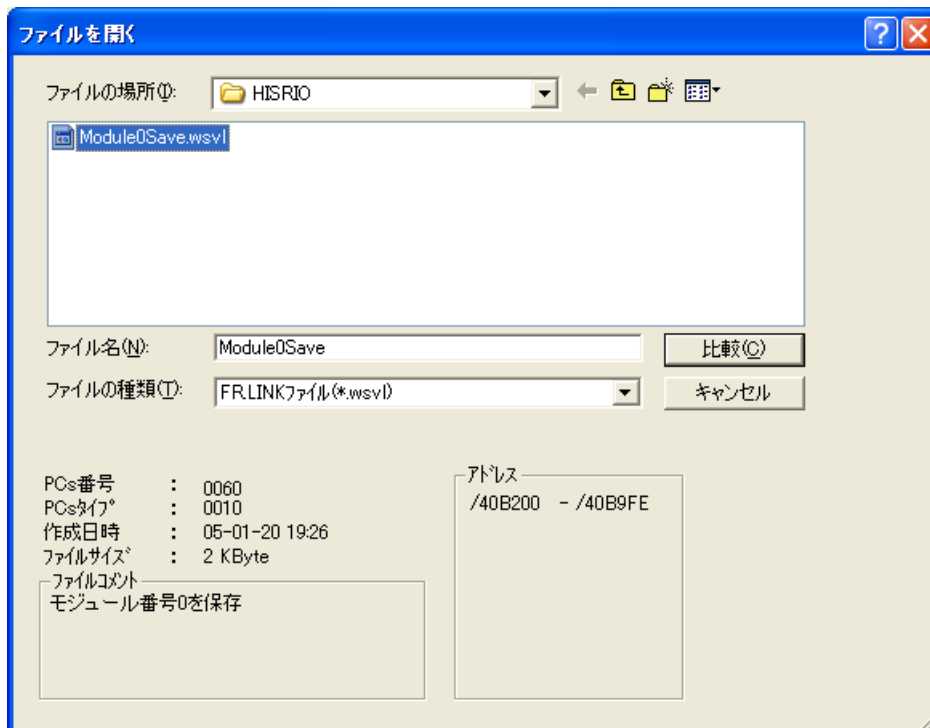 ファイルを開く
ファイルの場所(I):
HISRIO
Module0Save.wsvl
ファイル名(N):
Module0Save
比較(C)
ファイルの種類(T):
FR.LINKファイル(*.wsvl)
キャンセル
PCs番号 : 0060
PCsﾀｲﾌﾟ : 0010
作成日時 : 05-01-20 19:26
ﾌｧｲﾙｻｲｽﾞ : 2 KByte
ﾌｧｲﾙｺﾒﾝﾄ
モジュール番号0を保存
ｱﾄﾞﾚｽ
/40B200 - /40B9FE